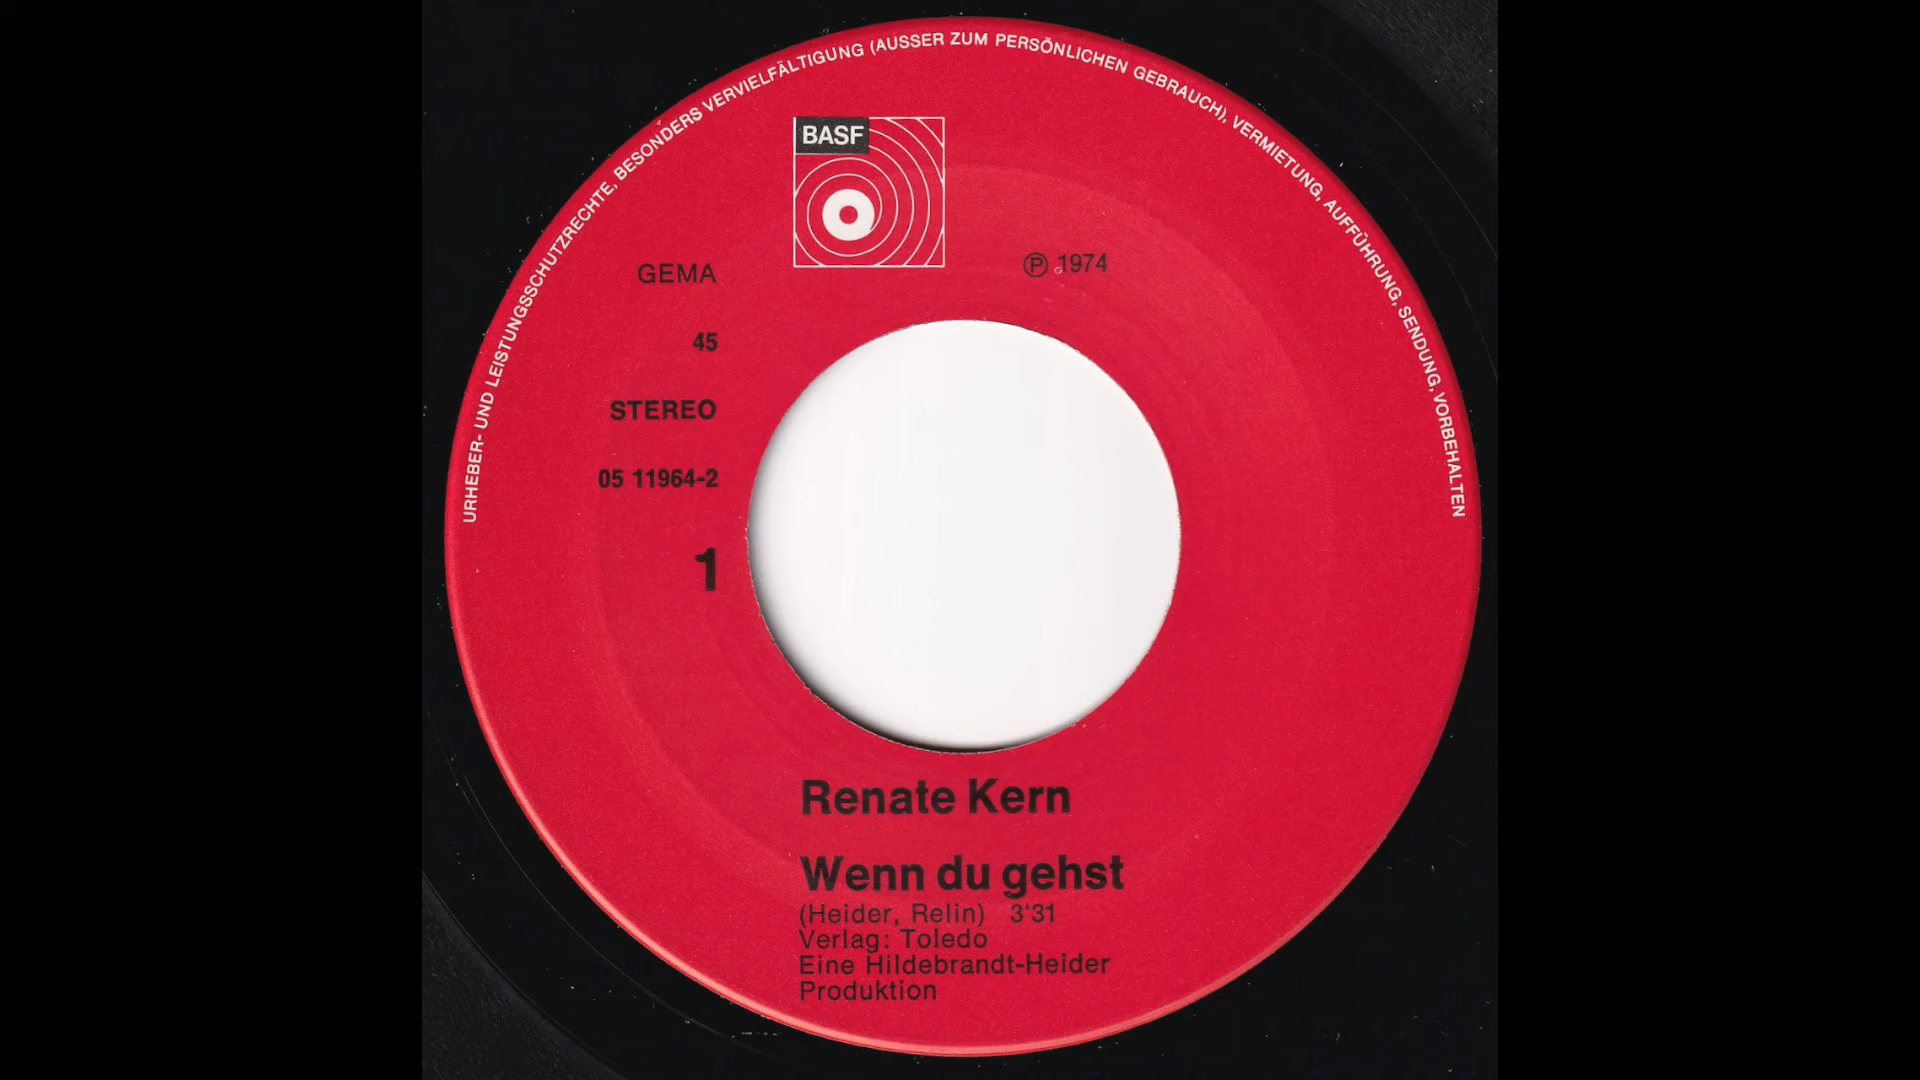 URHEBER- UND LEISTUNGSSCHUTZRECHTE, BESONDERS VERVIELFÄLTIGUNG (AUSSER ZUM PERSÖNLICHEN GEBRAUCH), VERMIETUNG, AUFFÜHRUNG, SENDUNG, VORBEHALTEN
BASF
GEMA
Ⓟ 1974
45
STEREO
05 11964-2
1
Renate Kern
Wenn du gehst
(Heider, Relin) 3'31
Verlag: Toledo
Eine Hildebrandt-Heider
Produktion